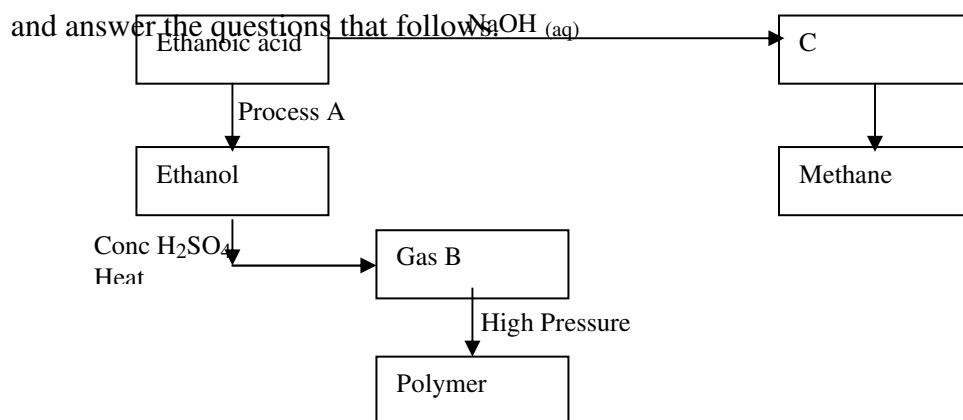 and answer the questions that follows.
NaOH (aq)
Ethanoic acid
C
Process A
Ethanol
Methane
Conc H₂SO₄
Heat
Gas B
High Pressure
Polymer